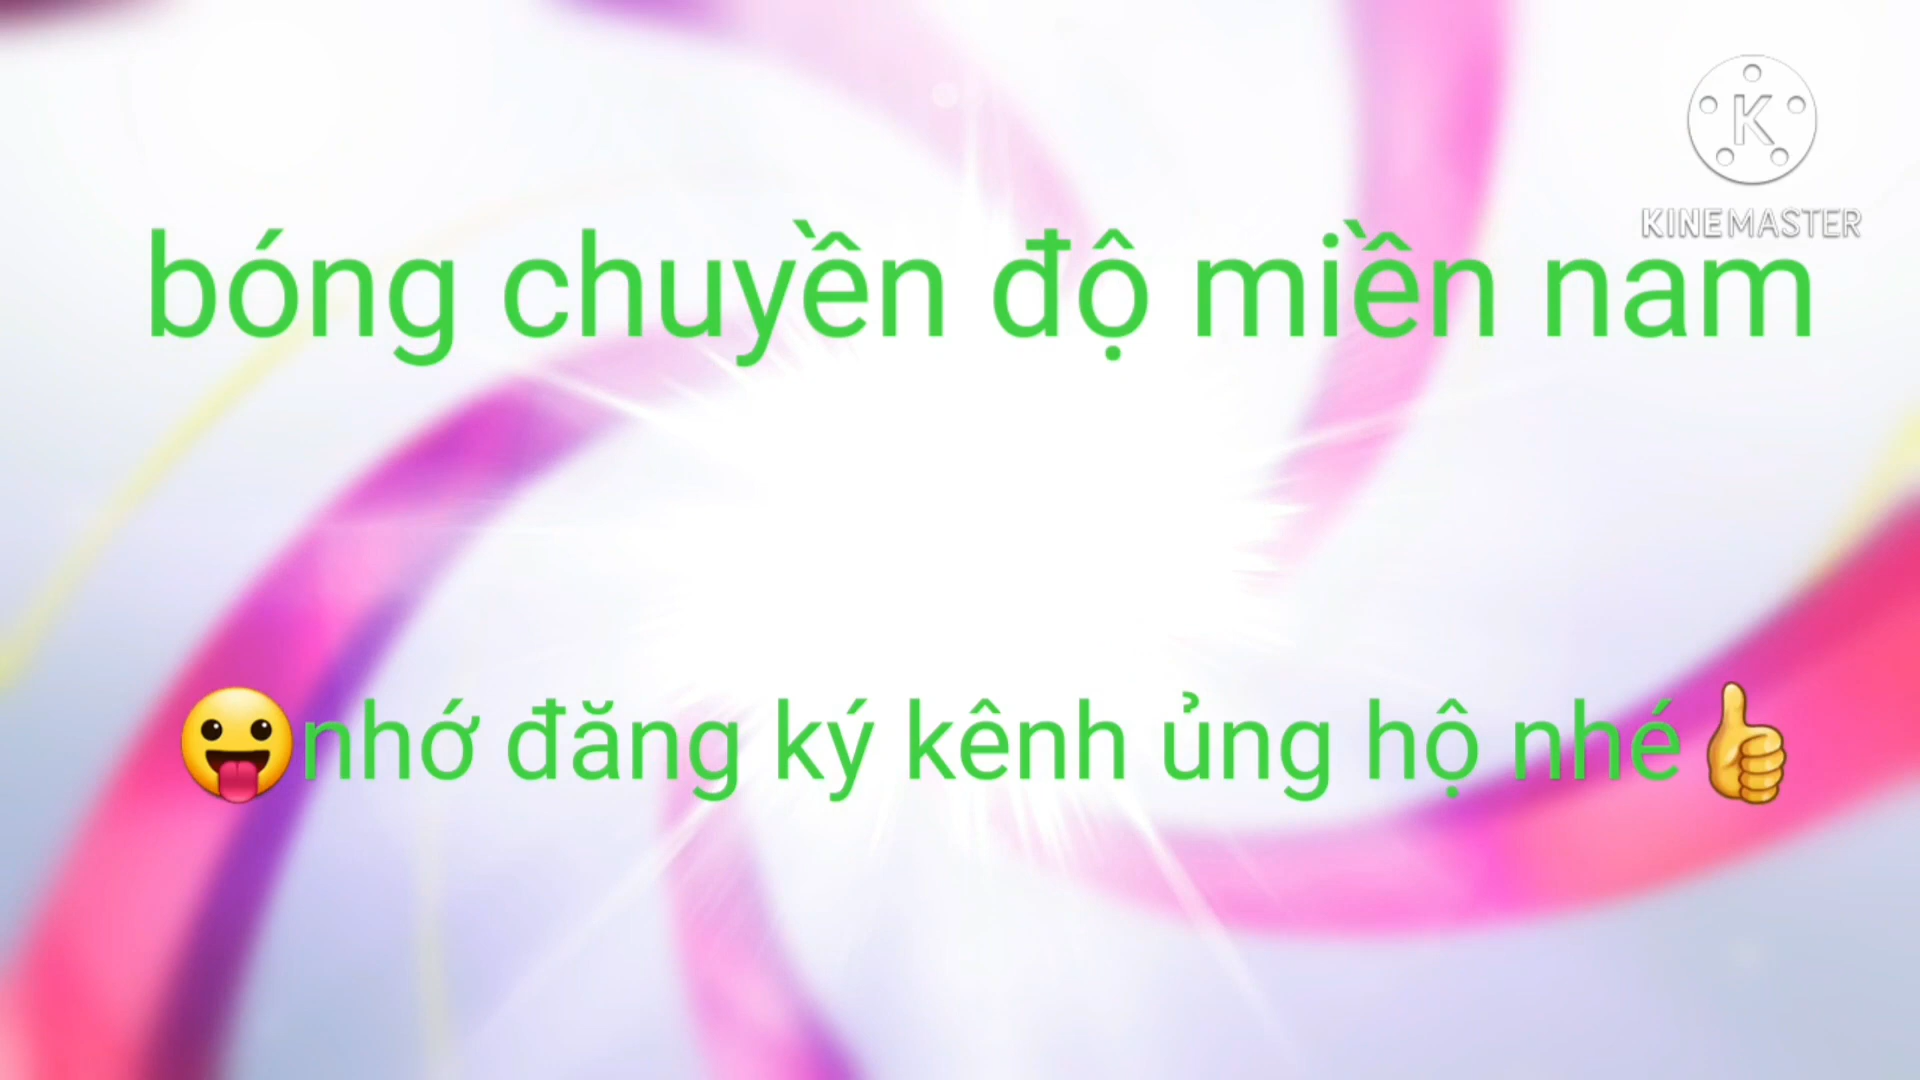 KINEMASTER
bóng chuyền độ miền nam
😛nhớ đăng ký kênh ủng hộ nhé👍